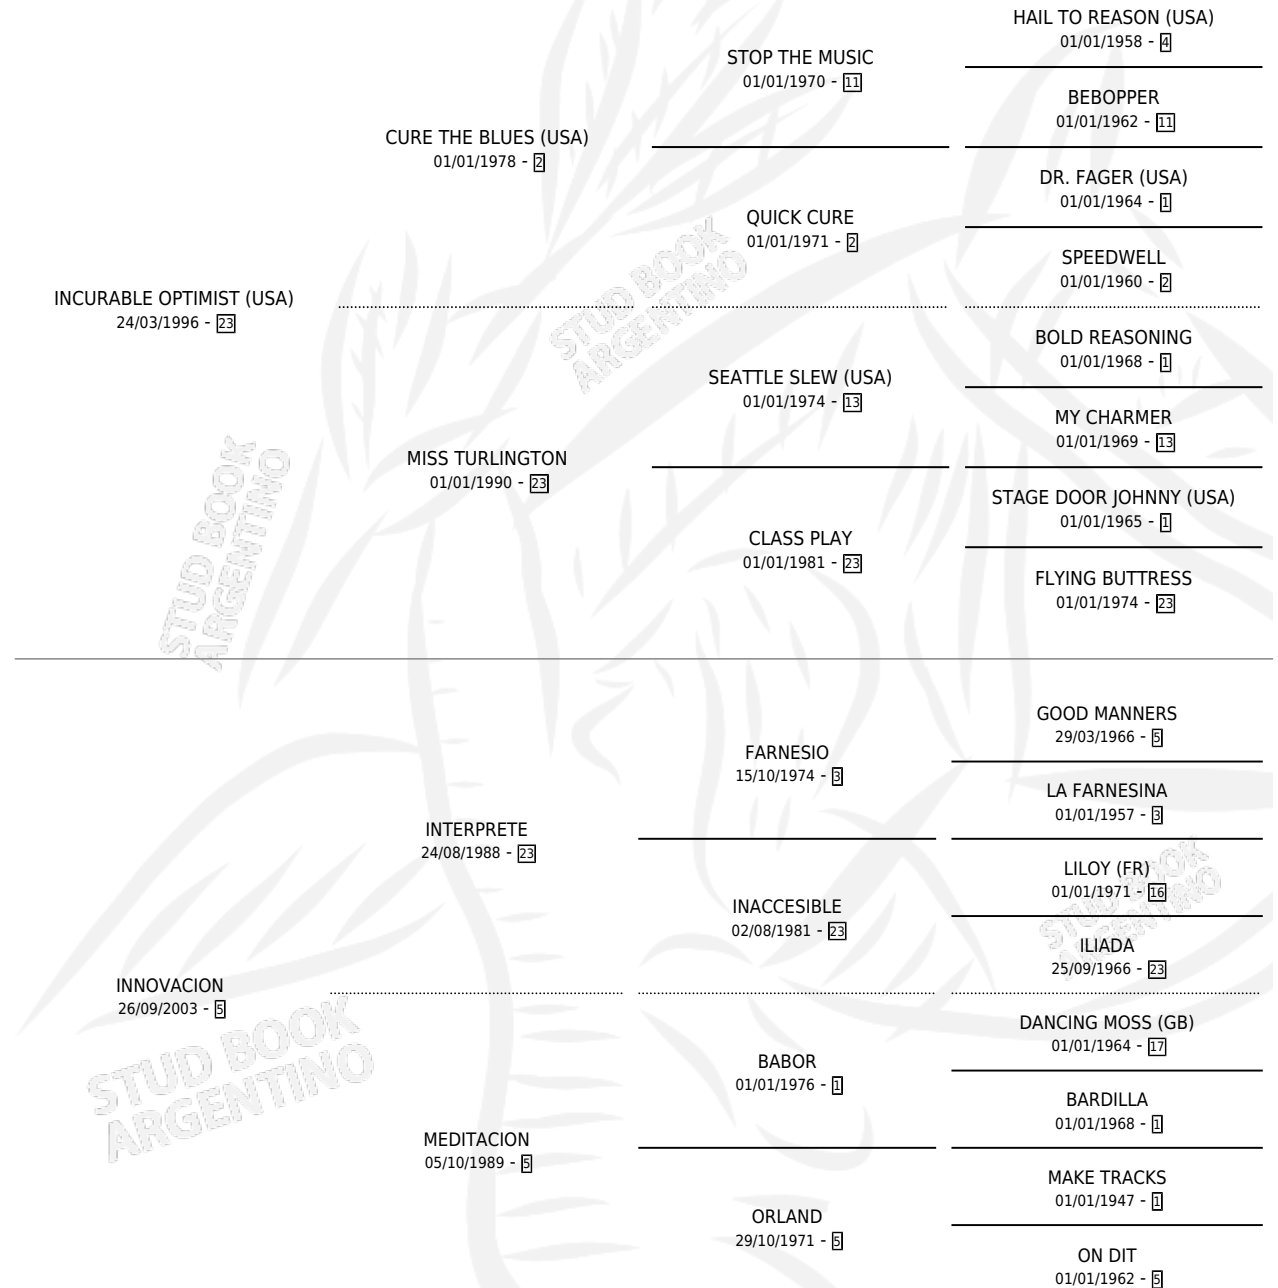 HAIL TO REASON (USA)
01/01/1958 - 4
STOP THE MUSIC
01/01/1970 - 11
BEBOPPER
01/01/1962 - 11
CURE THE BLUES (USA)
01/01/1978 - 2
DR. FAGER (USA)
01/01/1964 - 1
QUICK CURE
01/01/1971 - 2
SPEEDWELL
01/01/1960 - 2
INCURABLE OPTIMIST (USA)
24/03/1996 - 23
BOLD REASONING
01/01/1968 - 1
SEATTLE SLEW (USA)
01/01/1974 - 13
MY CHARMER
01/01/1969 - 13
MISS TURLINGTON
01/01/1990 - 23
STAGE DOOR JOHNNY (USA)
01/01/1965 - 1
CLASS PLAY
01/01/1981 - 23
FLYING BUTTRESS
01/01/1974 - 23
GOOD MANNERS
29/03/1966 - 5
FARNESIO
15/10/1974 - 3
LA FARNESINA
01/01/1957 - 3
INTERPRETE
24/08/1988 - 23
LILOY (FR)
01/01/1971 - 16
INACCESIBLE
02/08/1981 - 23
ILIADA
25/09/1966 - 23
INNOVACION
26/09/2003 - 5
DANCING MOSS (GB)
01/01/1964 - 17
BABOR
01/01/1976 - 1
BARDILLA
01/01/1968 - 1
MEDITACION
05/10/1989 - 5
MAKE TRACKS
01/01/1947 - 1
ORLAND
29/10/1971 - 5
ON DIT
01/01/1962 - 5
STUD BOOK
ARGENTINO
STUD BOOK
ARGENTINO
STUD BOOK
ARGENTINO
STUD BOOK
ARGENTINO